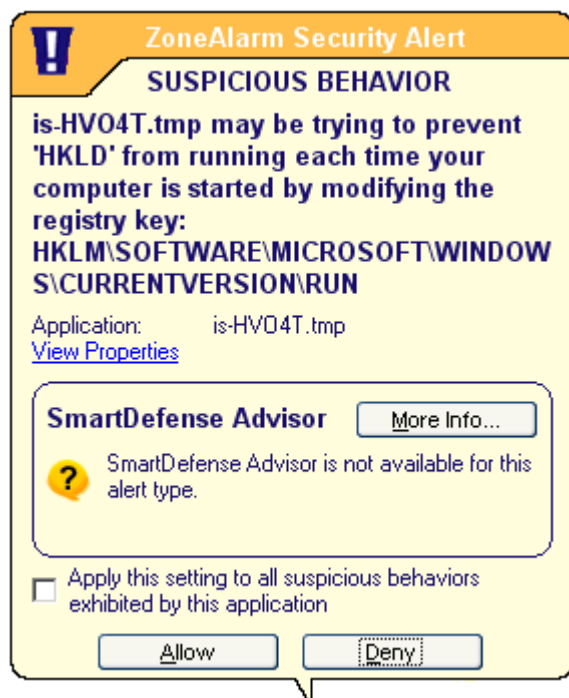 ZoneAlarm Security Alert
SUSPICIOUS BEHAVIOR
is-HVO4T.tmp may be trying to prevent
'HKLD' from running each time your
computer is started by modifying the
registry key:
HKLM\SOFTWARE\MICROSOFT\WINDOW
S\CURRENTVERSION\RUN
Application: is-HVO4T.tmp
View Properties
SmartDefense Advisor More Info...
SmartDefense Advisor is not available for this
alert type.
Apply this setting to all suspicious behaviors
exhibited by this application
Allow Deny